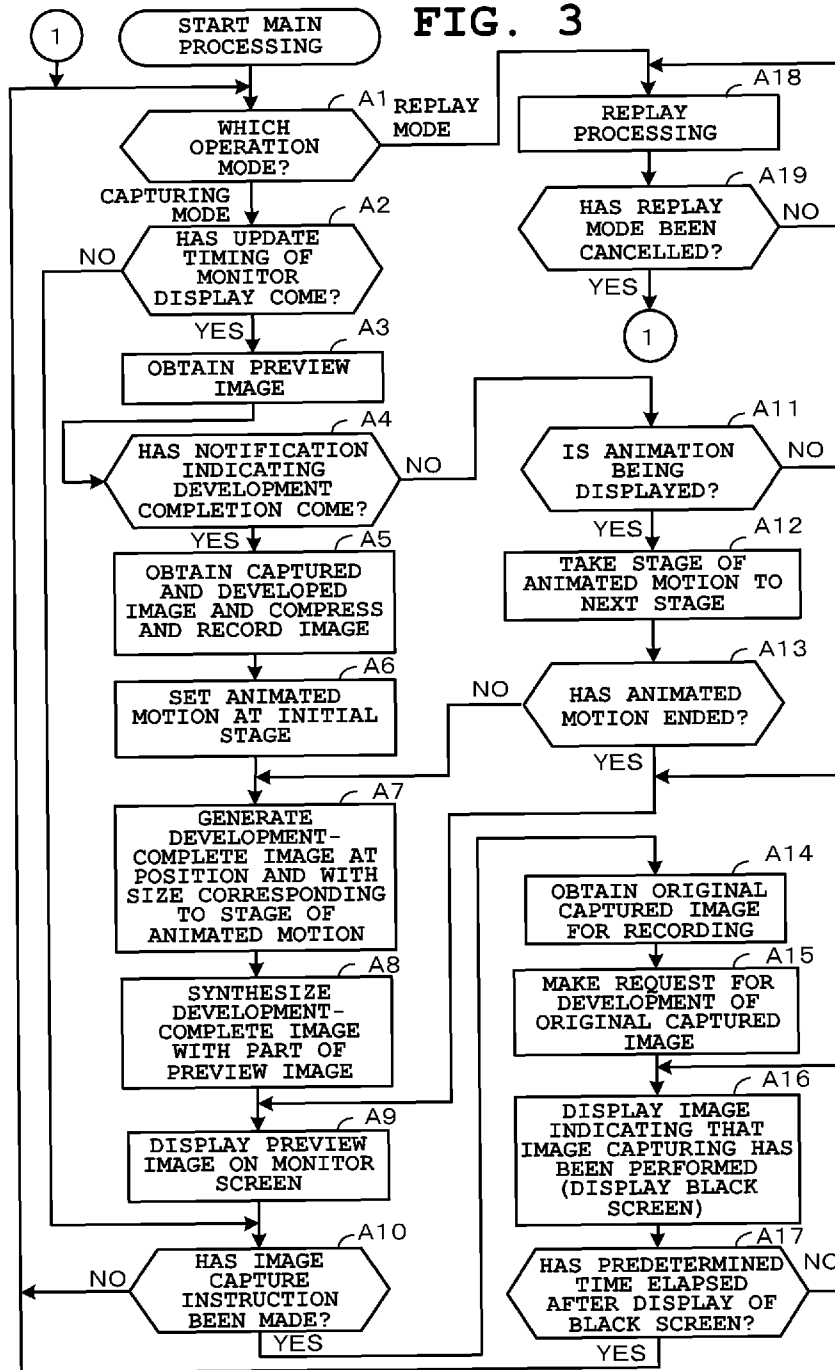 FIG. 3
1
START MAIN
PROCESSING
A1
WHICH
OPERATION
MODE?
REPLAY
MODE
CAPTURING
MODE
A2
HAS UPDATE
TIMING OF
MONITOR
DISPLAY COME?
NO
YES
A3
OBTAIN PREVIEW
IMAGE
A4
HAS NOTIFICATION
INDICATING
DEVELOPMENT
COMPLETION COME?
NO
YES
A5
OBTAIN CAPTURED
AND DEVELOPED
IMAGE AND COMPRESS
AND RECORD IMAGE
A6
SET ANIMATED
MOTION AT INITIAL
STAGE
A7
GENERATE
DEVELOPMENT-
COMPLETE IMAGE AT
POSITION AND WITH
SIZE CORRESPONDING
TO STAGE OF
ANIMATED MOTION
A8
SYNTHESIZE
DEVELOPMENT-
COMPLETE IMAGE
WITH PART OF
PREVIEW IMAGE
A9
DISPLAY PREVIEW
IMAGE ON MONITOR
SCREEN
A10
HAS IMAGE
CAPTURE
INSTRUCTION
BEEN MADE?
NO
YES
A18
REPLAY
PROCESSING
A19
HAS REPLAY
MODE BEEN
CANCELLED?
NO
YES
1
A11
IS ANIMATION
BEING
DISPLAYED?
NO
YES
A12
TAKE STAGE OF
ANIMATED MOTION TO
NEXT STAGE
A13
HAS ANIMATED
MOTION ENDED?
NO
YES
A14
OBTAIN ORIGINAL
CAPTURED IMAGE
FOR RECORDING
A15
MAKE REQUEST FOR
DEVELOPMENT OF
ORIGINAL CAPTURED
IMAGE
A16
DISPLAY IMAGE
INDICATING THAT
IMAGE CAPTURING HAS
BEEN PERFORMED
(DISPLAY BLACK
SCREEN)
A17
HAS PREDETERMINED
TIME ELAPSED
AFTER DISPLAY OF
BLACK SCREEN?
NO
YES